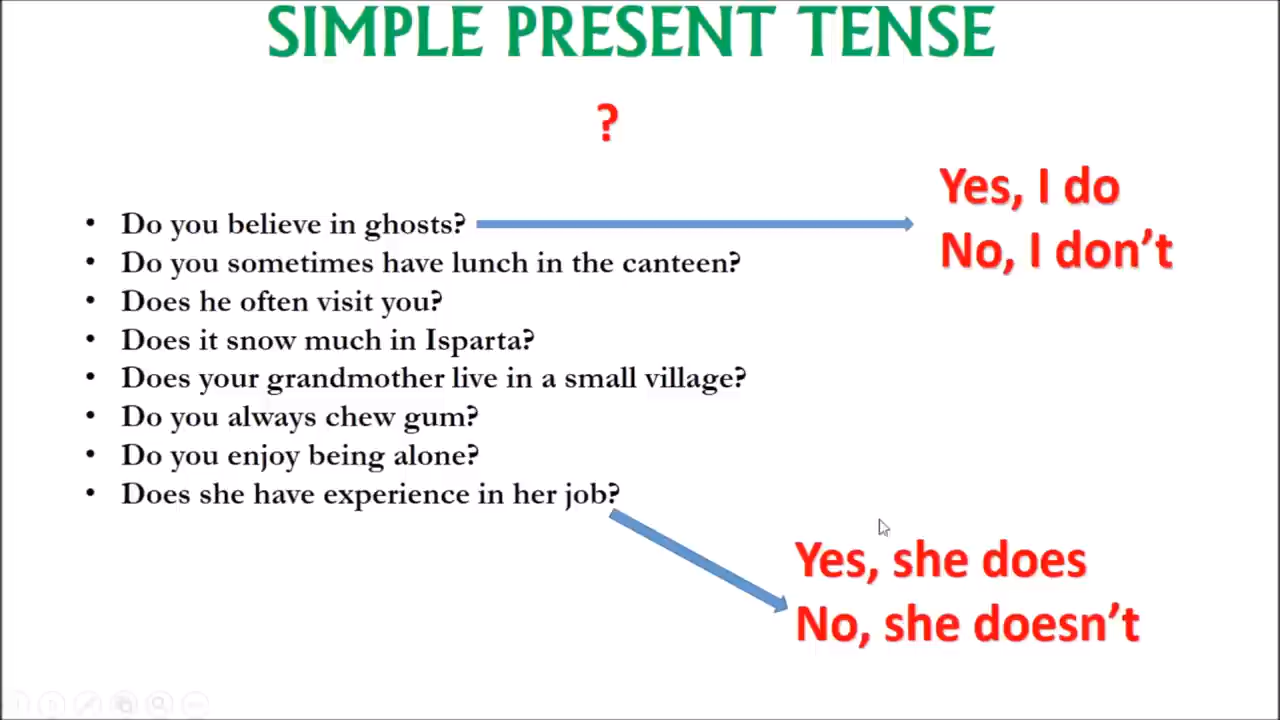 SIMPLE PRESENT TENSE
?
Yes, I do
No, I don't
• Do you believe in ghosts?
• Do you sometimes have lunch in the canteen?
• Does he often visit you?
• Does it snow much in Isparta?
• Does your grandmother live in a small village?
• Do you always chew gum?
• Do you enjoy being alone?
• Does she have experience in her job?
Yes, she does
No, she doesn't